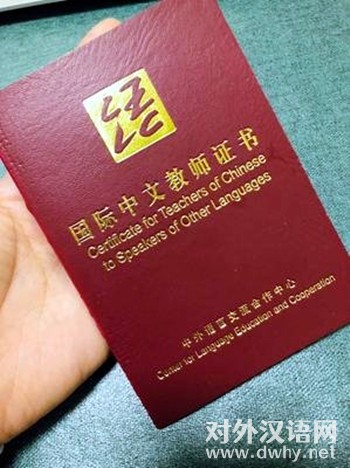 国际中文教师证书
Certificate for Teachers of Chinese
to Speakers of Other Languages
中外语言交流合作中心
Center for Language Education and Cooperation
对外汉语网
www.dwhy.net